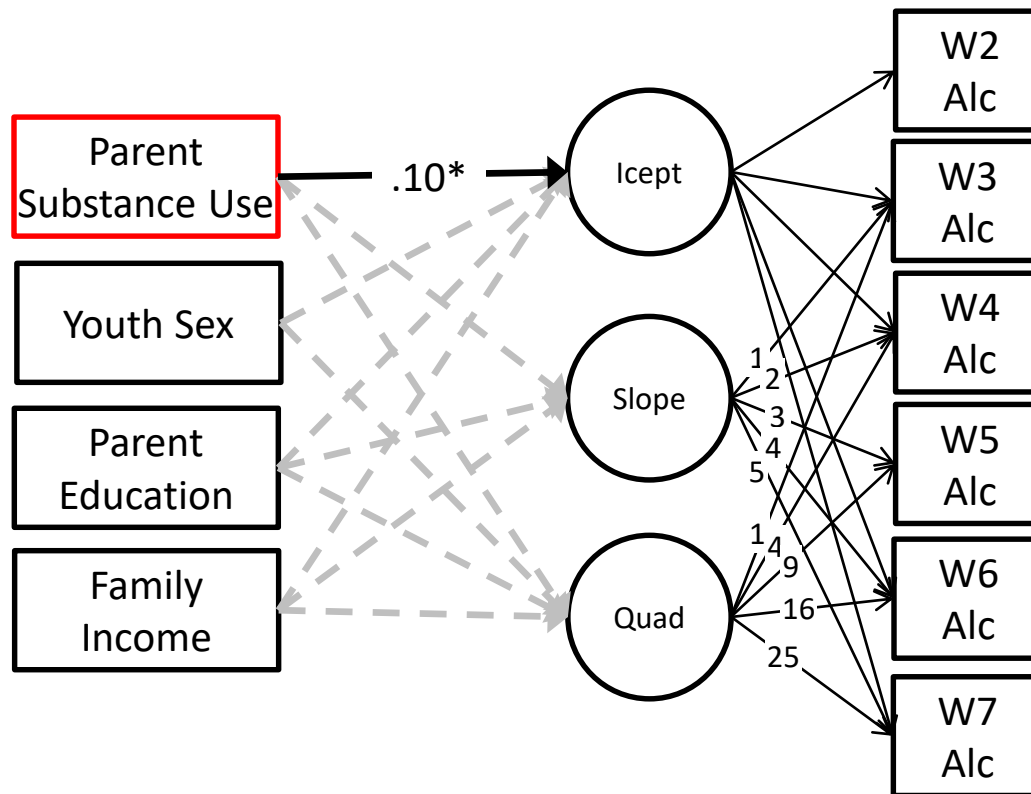 Parent
Substance Use
.10*
Youth Sex
Parent
Education
Family
Income
Icept
Slope
Quad
1
2
3
4
5
1
4
9
16
25
W2
Alc
W3
Alc
W4
Alc
W5
Alc
W6
Alc
W7
Alc